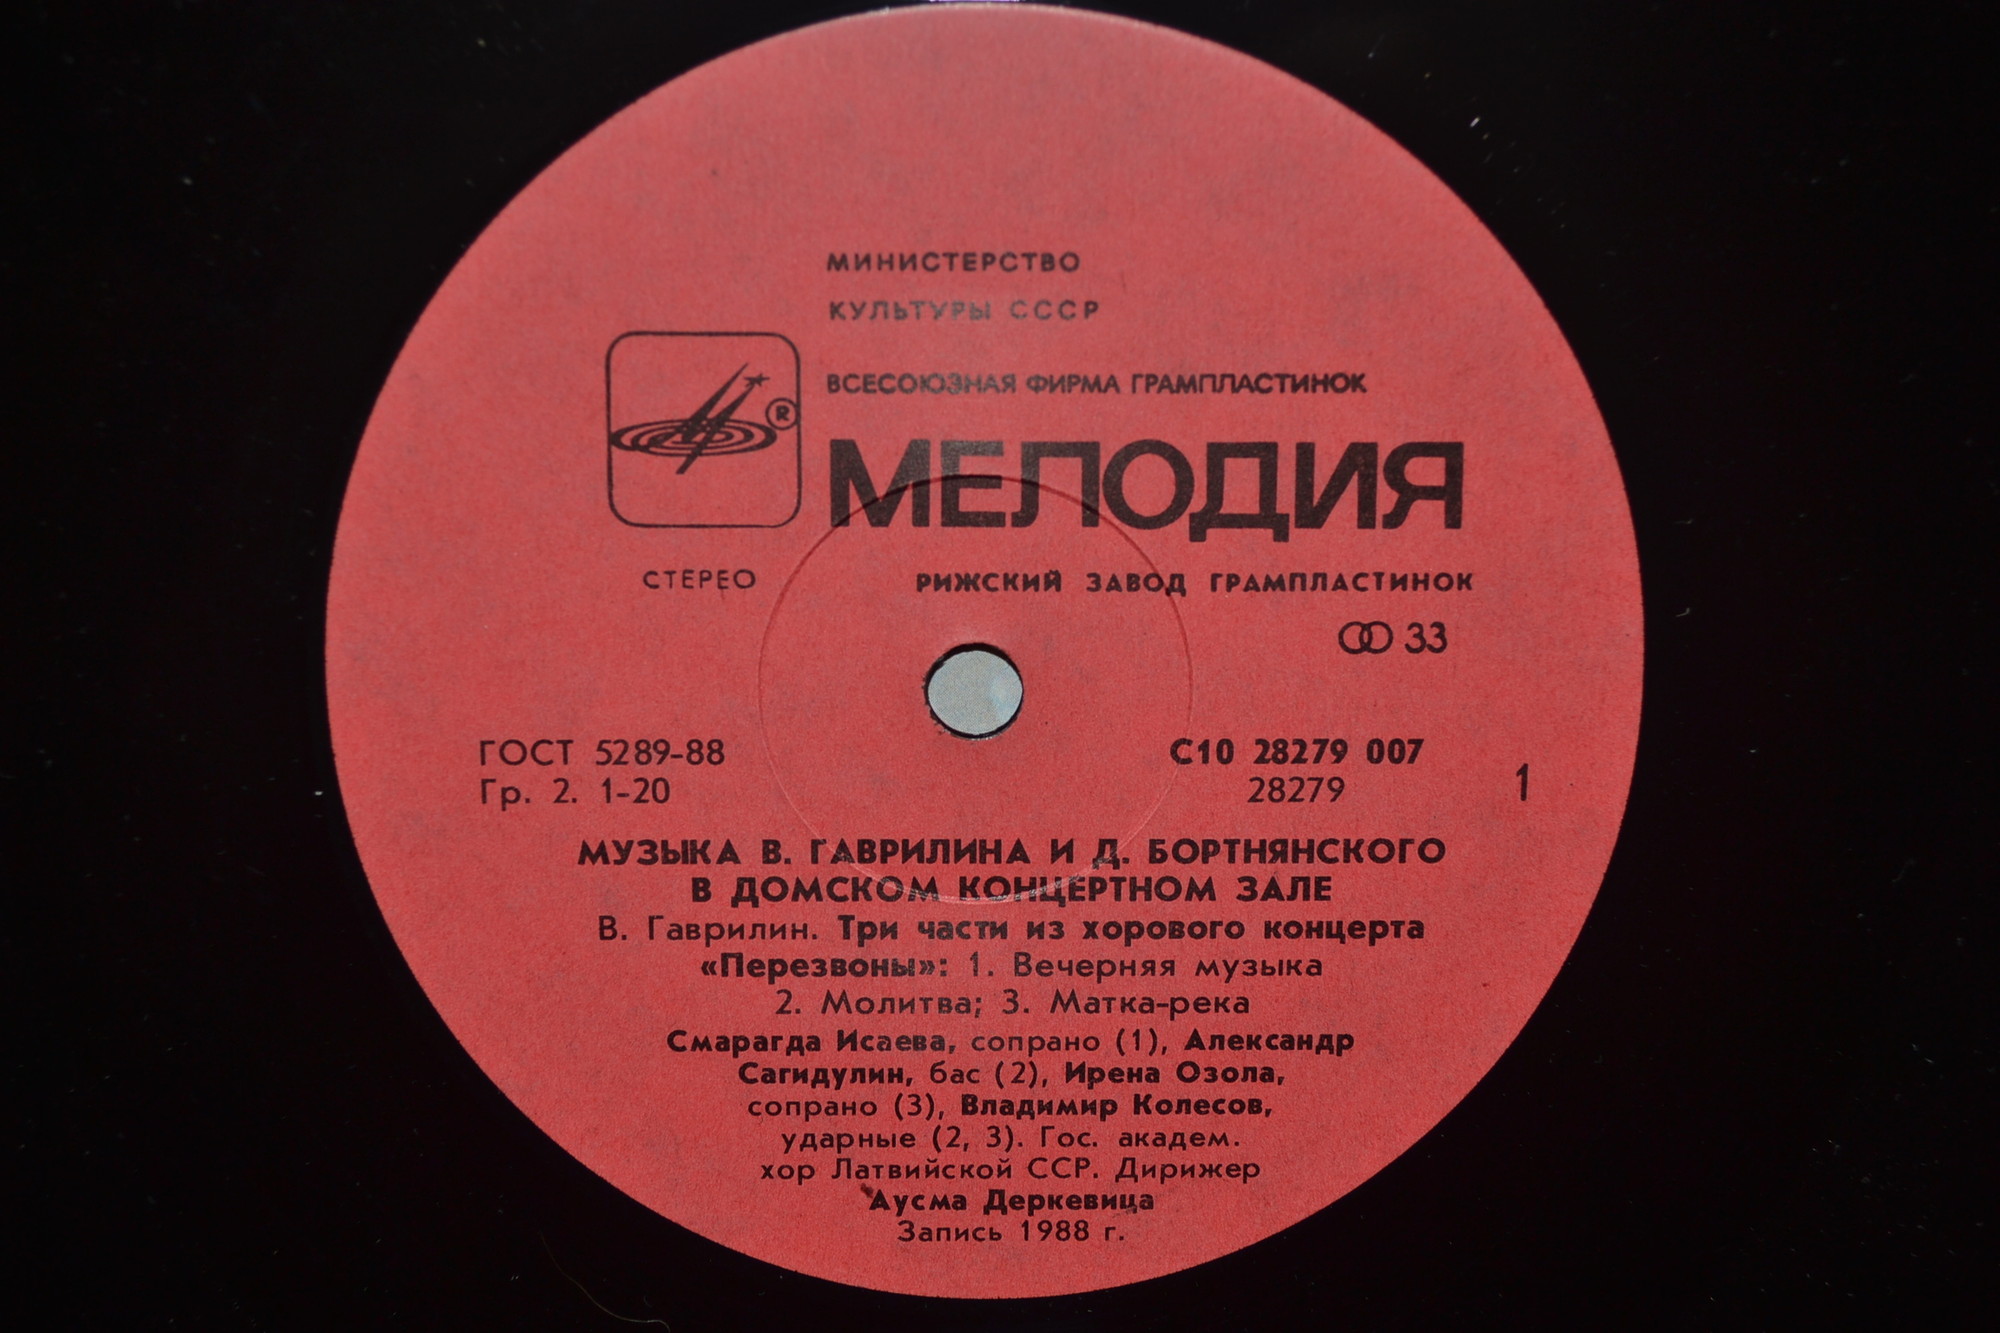 МИНИСТЕРСТВО
КУЛЬТУРЫ СССР
ВСЕСОЮЗНАЯ ФИРМА ГРАМПЛАСТИНОК
®
МЕЛОДИЯ
СТЕРЕО
РИЖСКИЙ ЗАВОД ГРАМПЛАСТИНОК
33
ГОСТ 5289-88
Гр. 2. 1-20
С10 28279 007
28279
1
МУЗЫКА В. ГАВРИЛИНА И Д. БОРТНЯНСКОГО
В ДОМСКОМ КОНЦЕРТНОМ ЗАЛЕ
В. Гаврилин. Три части из хорового концерта
«Перезвоны»: 1. Вечерняя музыка
2. Молитва; 3. Матка-река
Смарагда Исаева, сопрано (1), Александр
Сагидулин, бас (2), Ирена Озола,
сопрано (3), Владимир Колесов,
ударные (2, 3). Гос. академ.
хор Латвийской ССР. Дирижер
Аусма Деркевица
Запись 1988 г.